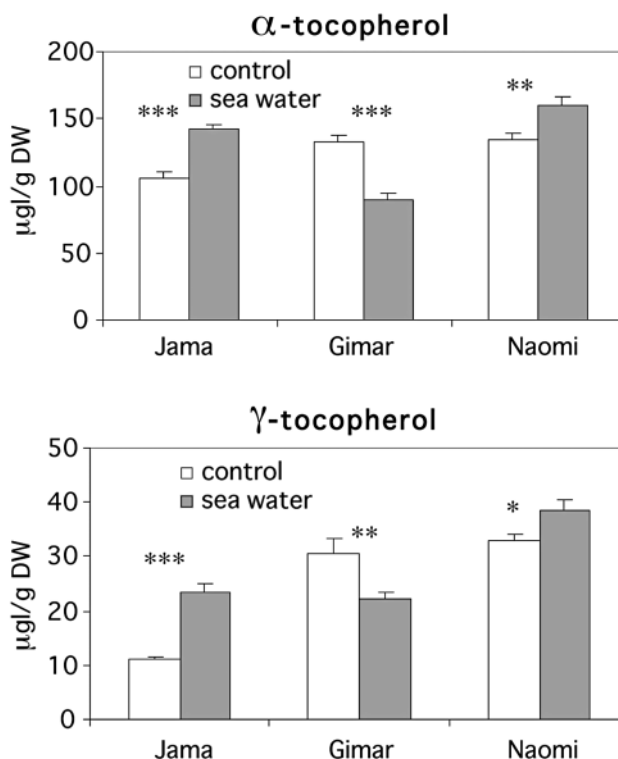 α-tocopherol
200
150
100
50
0
µgl/g DW
control
sea water
***
***
**
Jama Gimar Naomi
γ-tocopherol
50
40
30
20
10
0
µgl/g DW
control
sea water
***
**
*
Jama Gimar Naomi